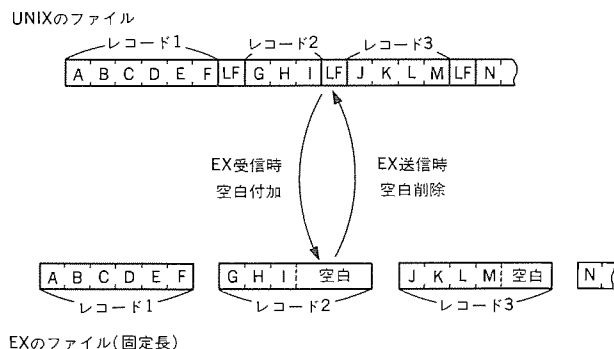 UNIXのファイル
レコード1 レコード2 レコード3
A B C D E F LF G H I LF J K L M LF N
EX受信時 EX送信時
空白付加 空白削除
A B C D E F G H I 空白 J K L M 空白 N
レコード1 レコード2 レコード3
EXのファイル(固定長)